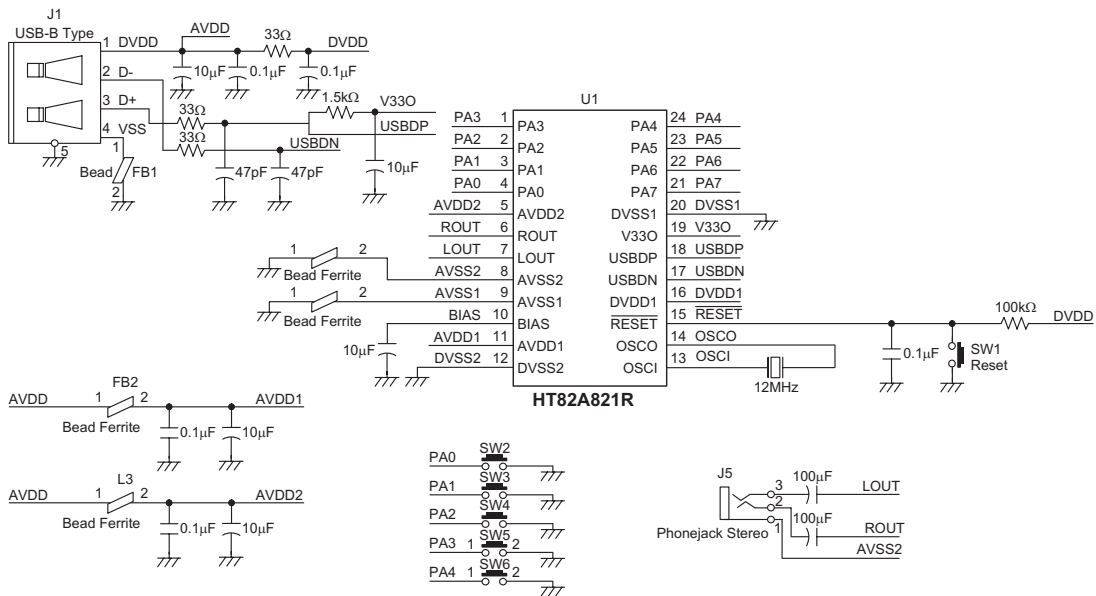 J1
USB-B Type
1 DVDD
AVDD
33Ω
DVDD
10μF
0.1μF
0.1μF
2 D-
3 D+
33Ω
1.5kΩ
V33O
USBDP
4 VSS
33Ω
USBDN
5
1
Bead
FB1
2
47pF
47pF
10μF
U1
PA3 1 PA3
PA2 2 PA2
PA1 3 PA1
PA0 4 PA0
AVDD2 5 AVDD2
ROUT 6 ROUT
LOUT 7 LOUT
AVSS2 8 AVSS2
AVSS1 9 AVSS1
BIAS 10 BIAS
AVDD1 11 AVDD1
DVSS2 12 DVSS2
PA4 24 PA4
PA5 23 PA5
PA6 22 PA6
PA7 21 PA7
DVSS1 20 DVSS1
V33O 19 V33O
USBDP 18 USBDP
USBDN 17 USBDN
DVDD1 16 DVDD1
RESET 15 RESET
OSCO 14 OSCO
OSCI 13 OSCI
HT82A821R
1 2
Bead Ferrite
1 2
Bead Ferrite
10μF
12MHz
100kΩ
DVDD
0.1μF
SW1
Reset
FB2
AVDD 1 2 AVDD1
Bead Ferrite
0.1μF
10μF
L3
AVDD 1 2 AVDD2
Bead Ferrite
0.1μF
10μF
PA0 SW2
PA1 SW3
PA2 SW4
PA3 1 SW5 2
PA4 1 SW6 2
J5
3
100μF
LOUT
2
100μF
ROUT
1
AVSS2
Phonejack Stereo